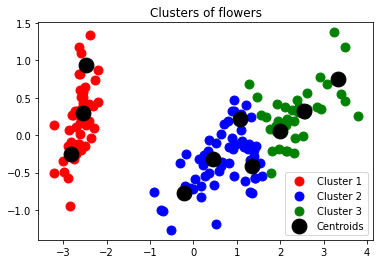 Clusters of flowers
1.5
1.0
0.5
0.0
−0.5
−1.0
−3
−2
−1
0
1
2
3
4
Cluster 1
Cluster 2
Cluster 3
Centroids